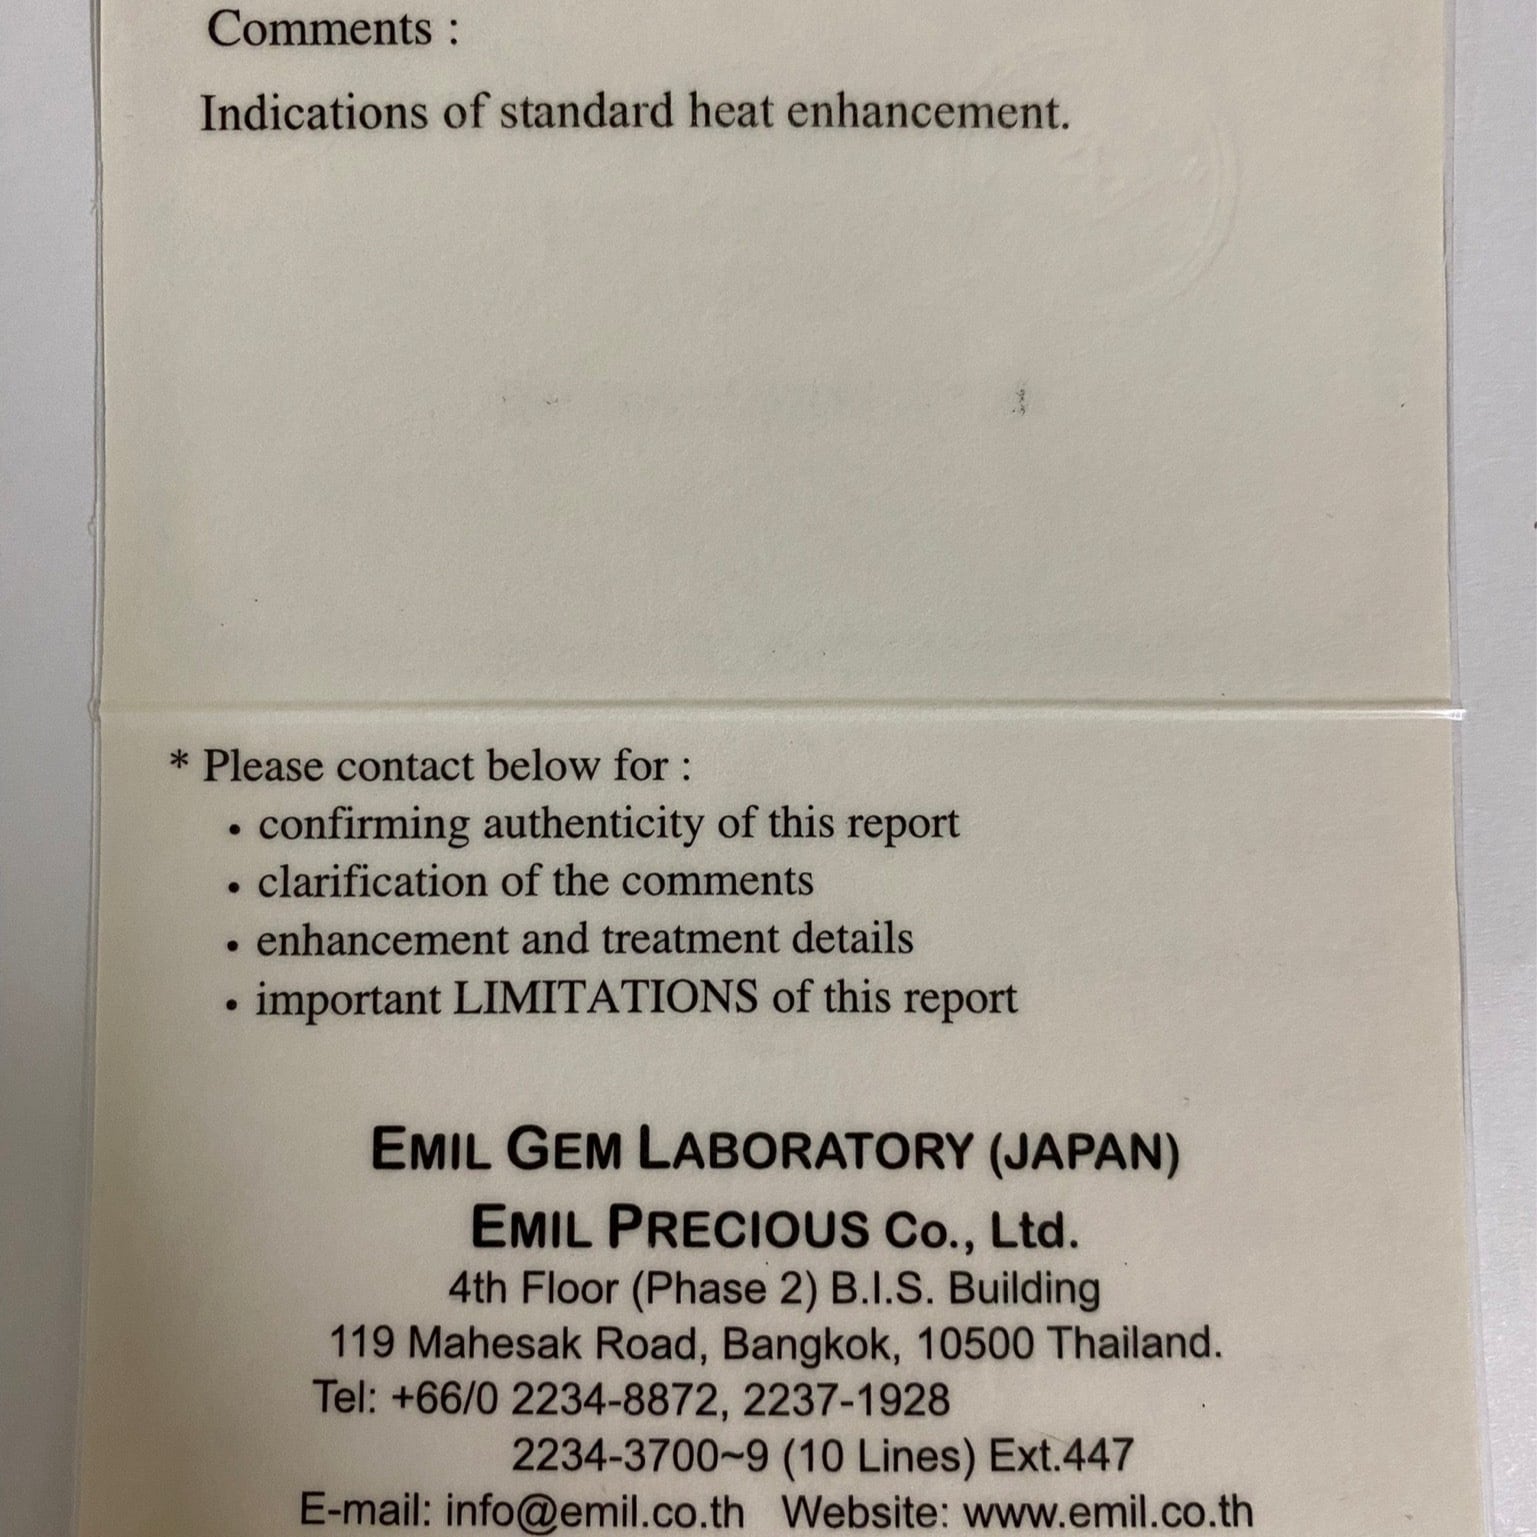 Comments :
Indications of standard heat enhancement.
* Please contact below for :
• confirming authenticity of this report
• clarification of the comments
• enhancement and treatment details
• important LIMITATIONS of this report
EMIL GEM LABORATORY (JAPAN)
EMIL PRECIOUS Co., Ltd.
4th Floor (Phase 2) B.I.S. Building
119 Mahesak Road, Bangkok, 10500 Thailand.
Tel: +66/0 2234-8872, 2237-1928
2234-3700~9 (10 Lines) Ext.447
E-mail: info@emil.co.th Website: www.emil.co.th